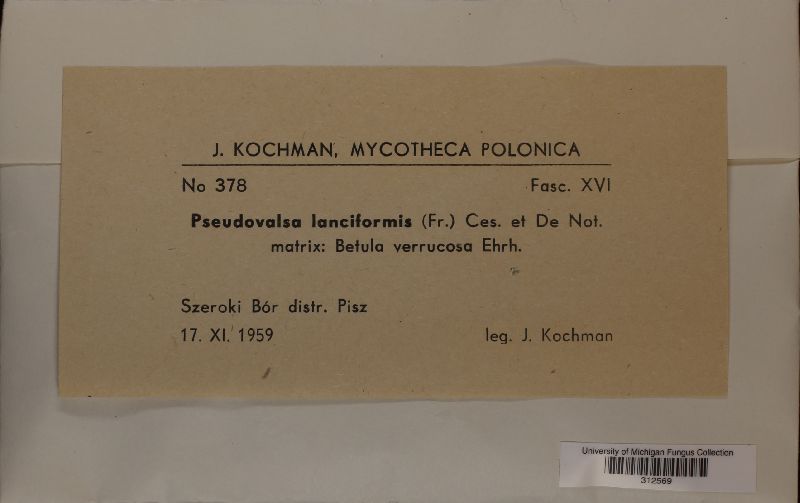 J. KOCHMAN, MYCOTHECA POLONICA
No 378 Fasc. XVI
Pseudovalsa lanciformis (Fr.) Ces. et De Not.
matrix: Betula verrucosa Ehrh.
Szeroki Bór distr. Pisz
17. XI. 1959 leg. J. Kochman
University of Michigan Fungus Collection
312569